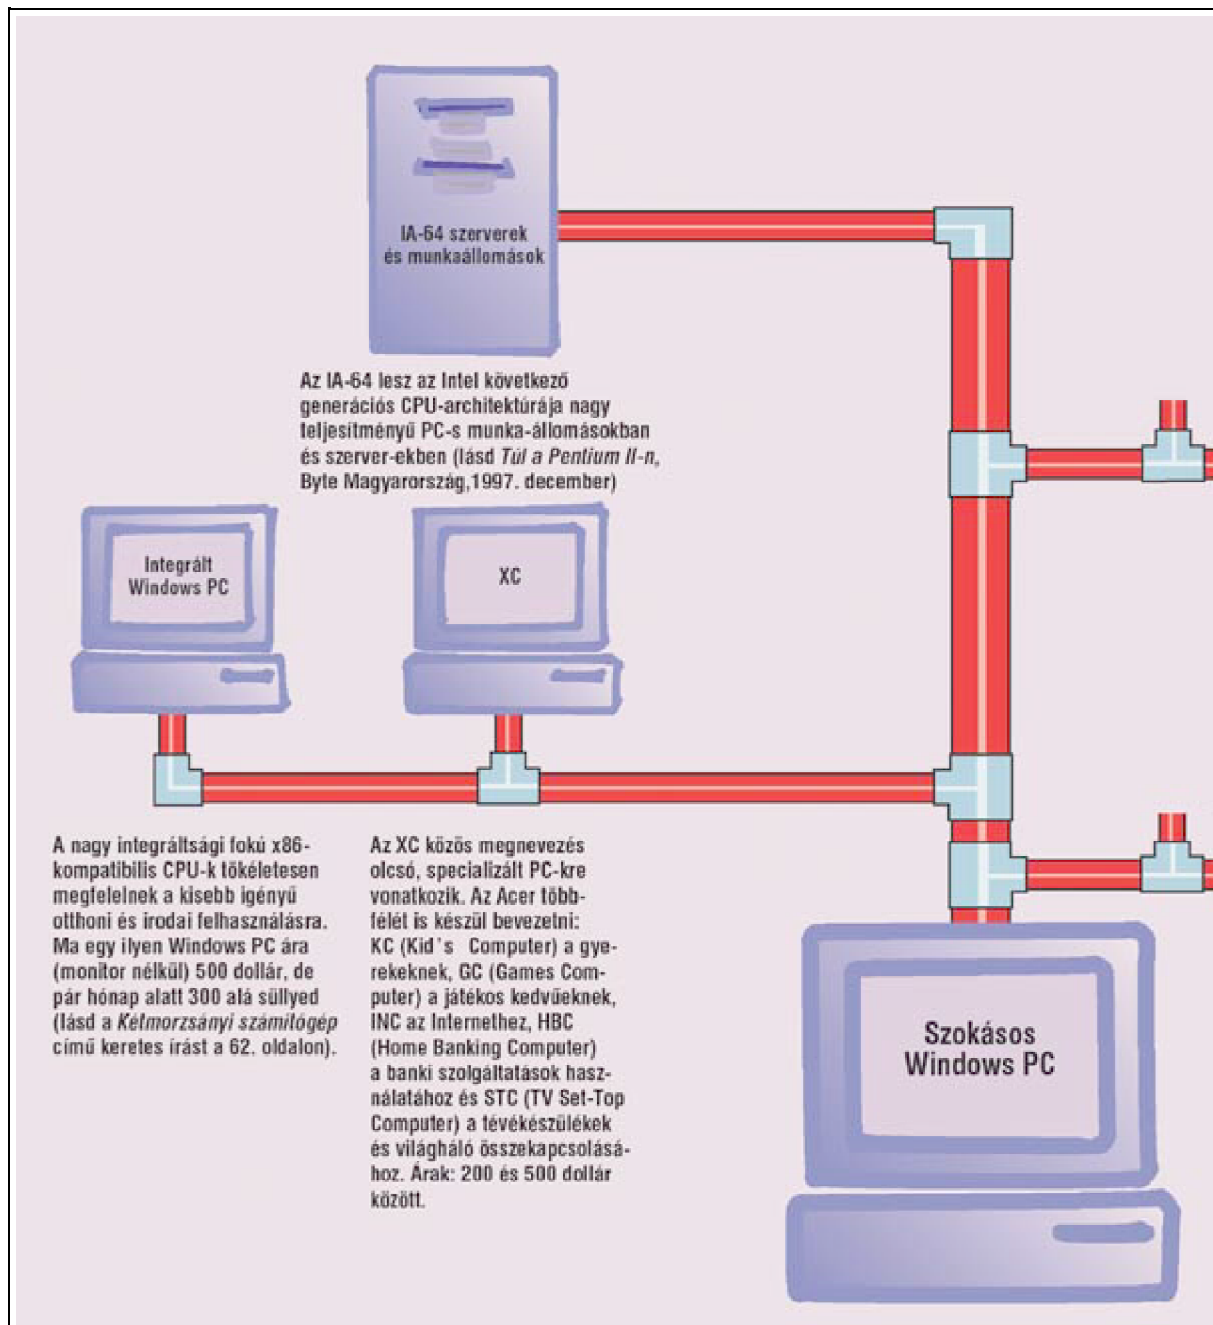 IA-64 szerverek
és munkaállomások
Az IA-64 lesz az Intel következő
generációs CPU-architektúrája nagy
teljesítményű PC-s munka-állomásokban
és szerver-ekben (lásd Túl a Pentium II-n,
Byte Magyarország,1997. december)
Integrált
Windows PC
XC
A nagy integráltsági fokú x86-
kompatibilis CPU-k tökéletesen
megfelelnek a kisebb igényű
otthoni és irodai felhasználásra.
Ma egy ilyen Windows PC ára
(monitor nélkül) 500 dollár, de
pár hónap alatt 300 alá süllyed
(lásd a Kétmorzsányi számítógép
című keretes írást a 62. oldalon).
Az XC közös megnevezés
olcsó, specializált PC-kre
vonatkozik. Az Acer több-
félét is készül bevezetni:
KC (Kid's Computer) a gye-
rekeknek, GC (Games Com-
puter) a játékos kedvűeknek,
INC az Internethez, HBC
(Home Banking Computer)
a banki szolgáltatások hasz-
nálatához és STC (TV Set-Top
Computer) a tévékészülékek
és világháló összekapcsolásá-
hoz. Árak: 200 és 500 dollár
között.
Szokásos
Windows PC